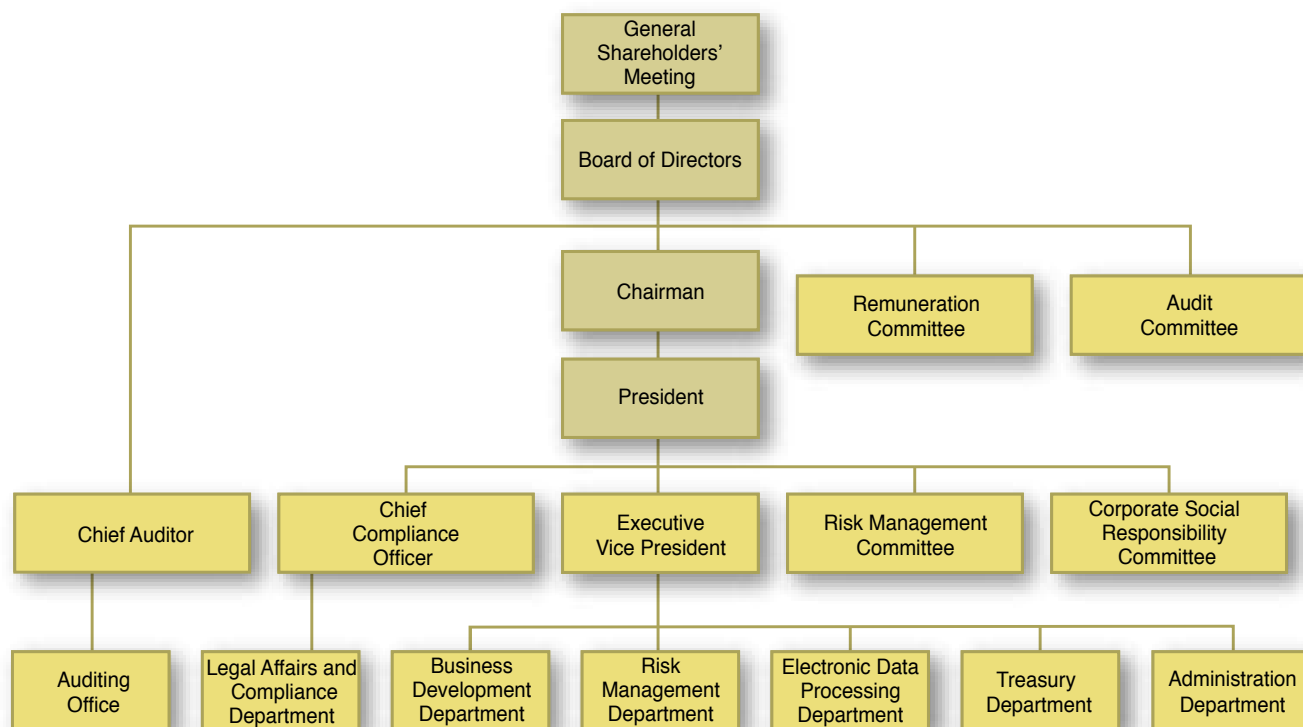 General
Shareholders’
Meeting
Board of Directors
Chairman
Remuneration
Committee
Audit
Committee
President
Chief Auditor
Chief
Compliance
Officer
Executive
Vice President
Risk Management
Committee
Corporate Social
Responsibility
Committee
Auditing
Office
Legal Affairs and
Compliance
Department
Business
Development
Department
Risk
Management
Department
Electronic Data
Processing
Department
Treasury
Department
Administration
Department